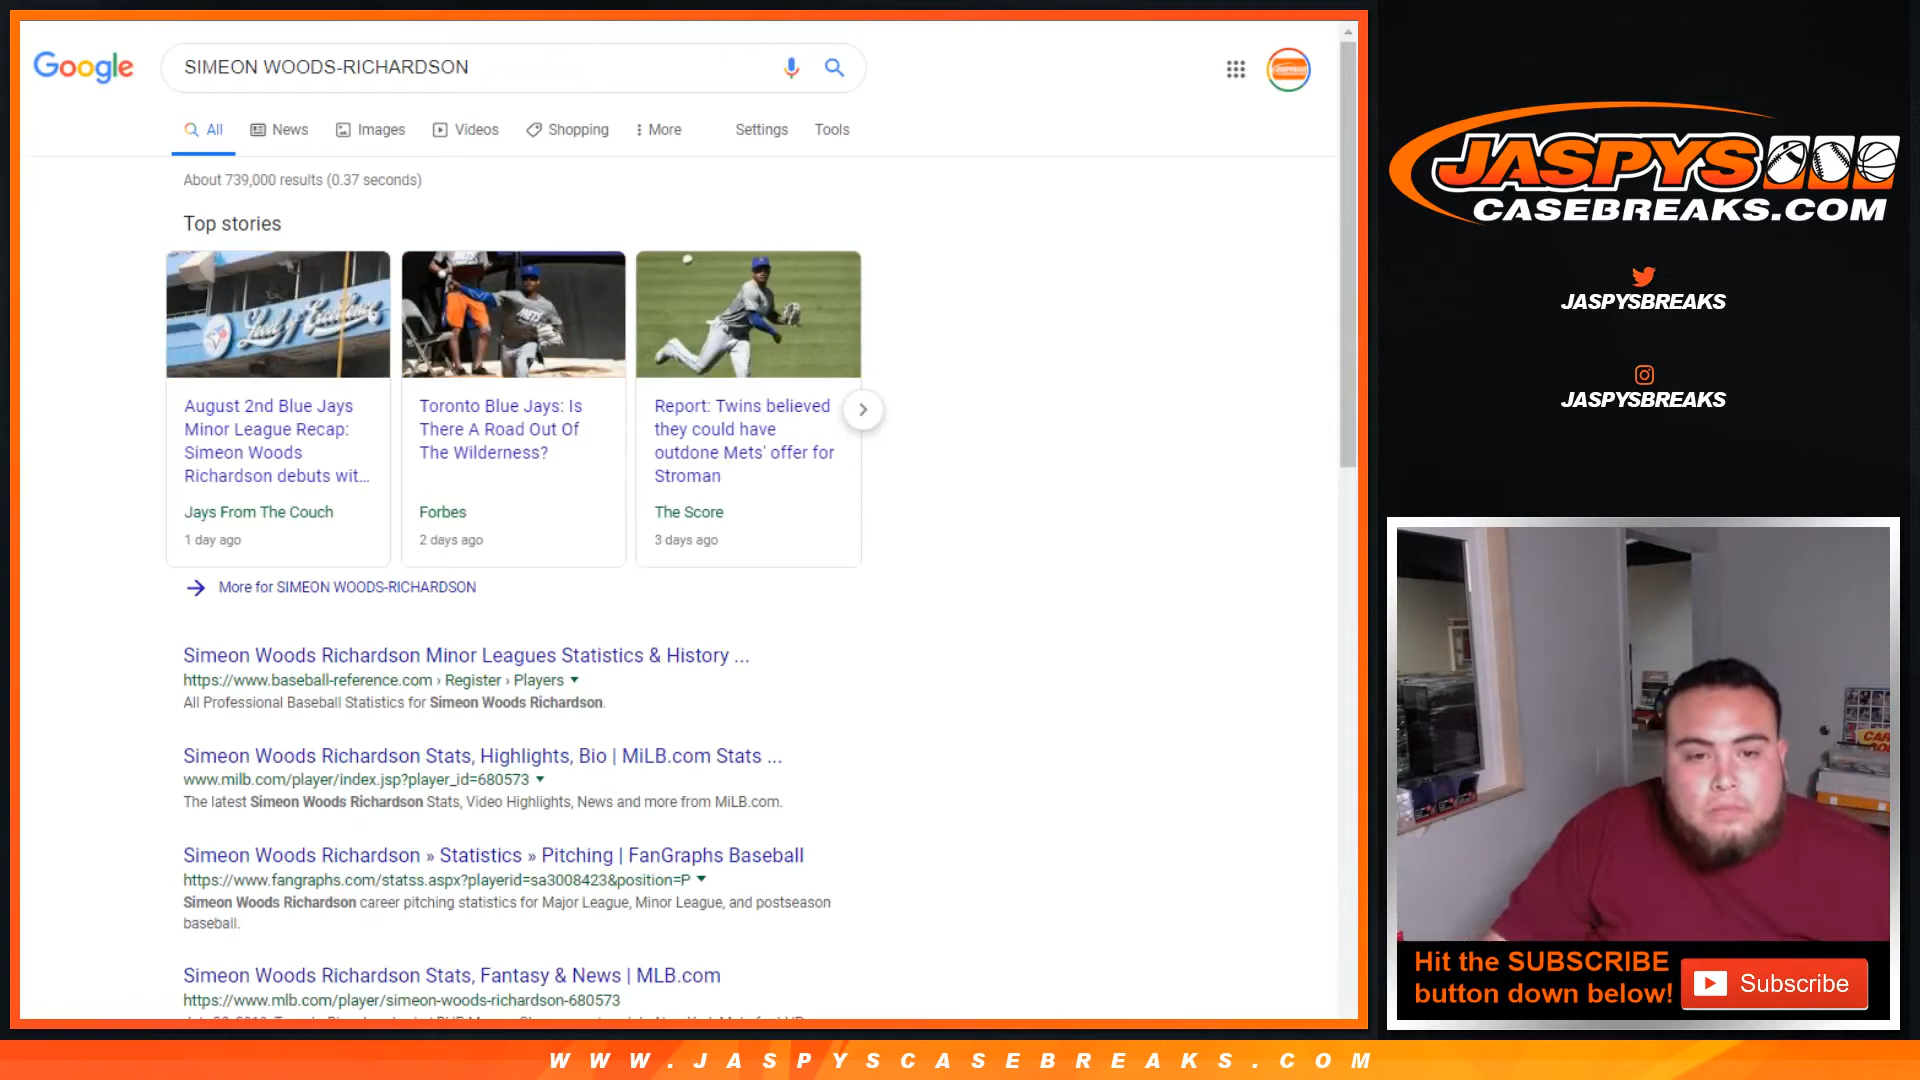 Google
SIMEON WOODS-RICHARDSON
All News Images Videos Shopping More Settings Tools
About 739,000 results (0.37 seconds)
Top stories
August 2nd Blue Jays
Minor League Recap:
Simeon Woods
Richardson debuts wit...
Jays From The Couch
1 day ago
Toronto Blue Jays: Is
There A Road Out Of
The Wilderness?
Forbes
2 days ago
Report: Twins believed
they could have
outdone Mets' offer for
Stroman
The Score
3 days ago
More for SIMEON WOODS-RICHARDSON
Simeon Woods Richardson Minor Leagues Statistics & History ...
https://www.baseball-reference.com › Register › Players
All Professional Baseball Statistics for Simeon Woods Richardson.
Simeon Woods Richardson Stats, Highlights, Bio | MiLB.com Stats ...
www.milb.com/player/index.jsp?player_id=680573
The latest Simeon Woods Richardson Stats, Video Highlights, News and more from MiLB.com.
Simeon Woods Richardson » Statistics » Pitching | FanGraphs Baseball
https://www.fangraphs.com/statss.aspx?playerid=sa3008423&position=P
Simeon Woods Richardson career pitching statistics for Major League, Minor League, and postseason
baseball.
Simeon Woods Richardson Stats, Fantasy & News | MLB.com
https://www.mlb.com/player/simeon-woods-richardson-680573
JASPYS
CASEBREAKS.COM
JASPYSBREAKS
JASPYSBREAKS
Hit the SUBSCRIBE
button down below!
Subscribe
WWW.JASPYSCASEBREAKS.COM